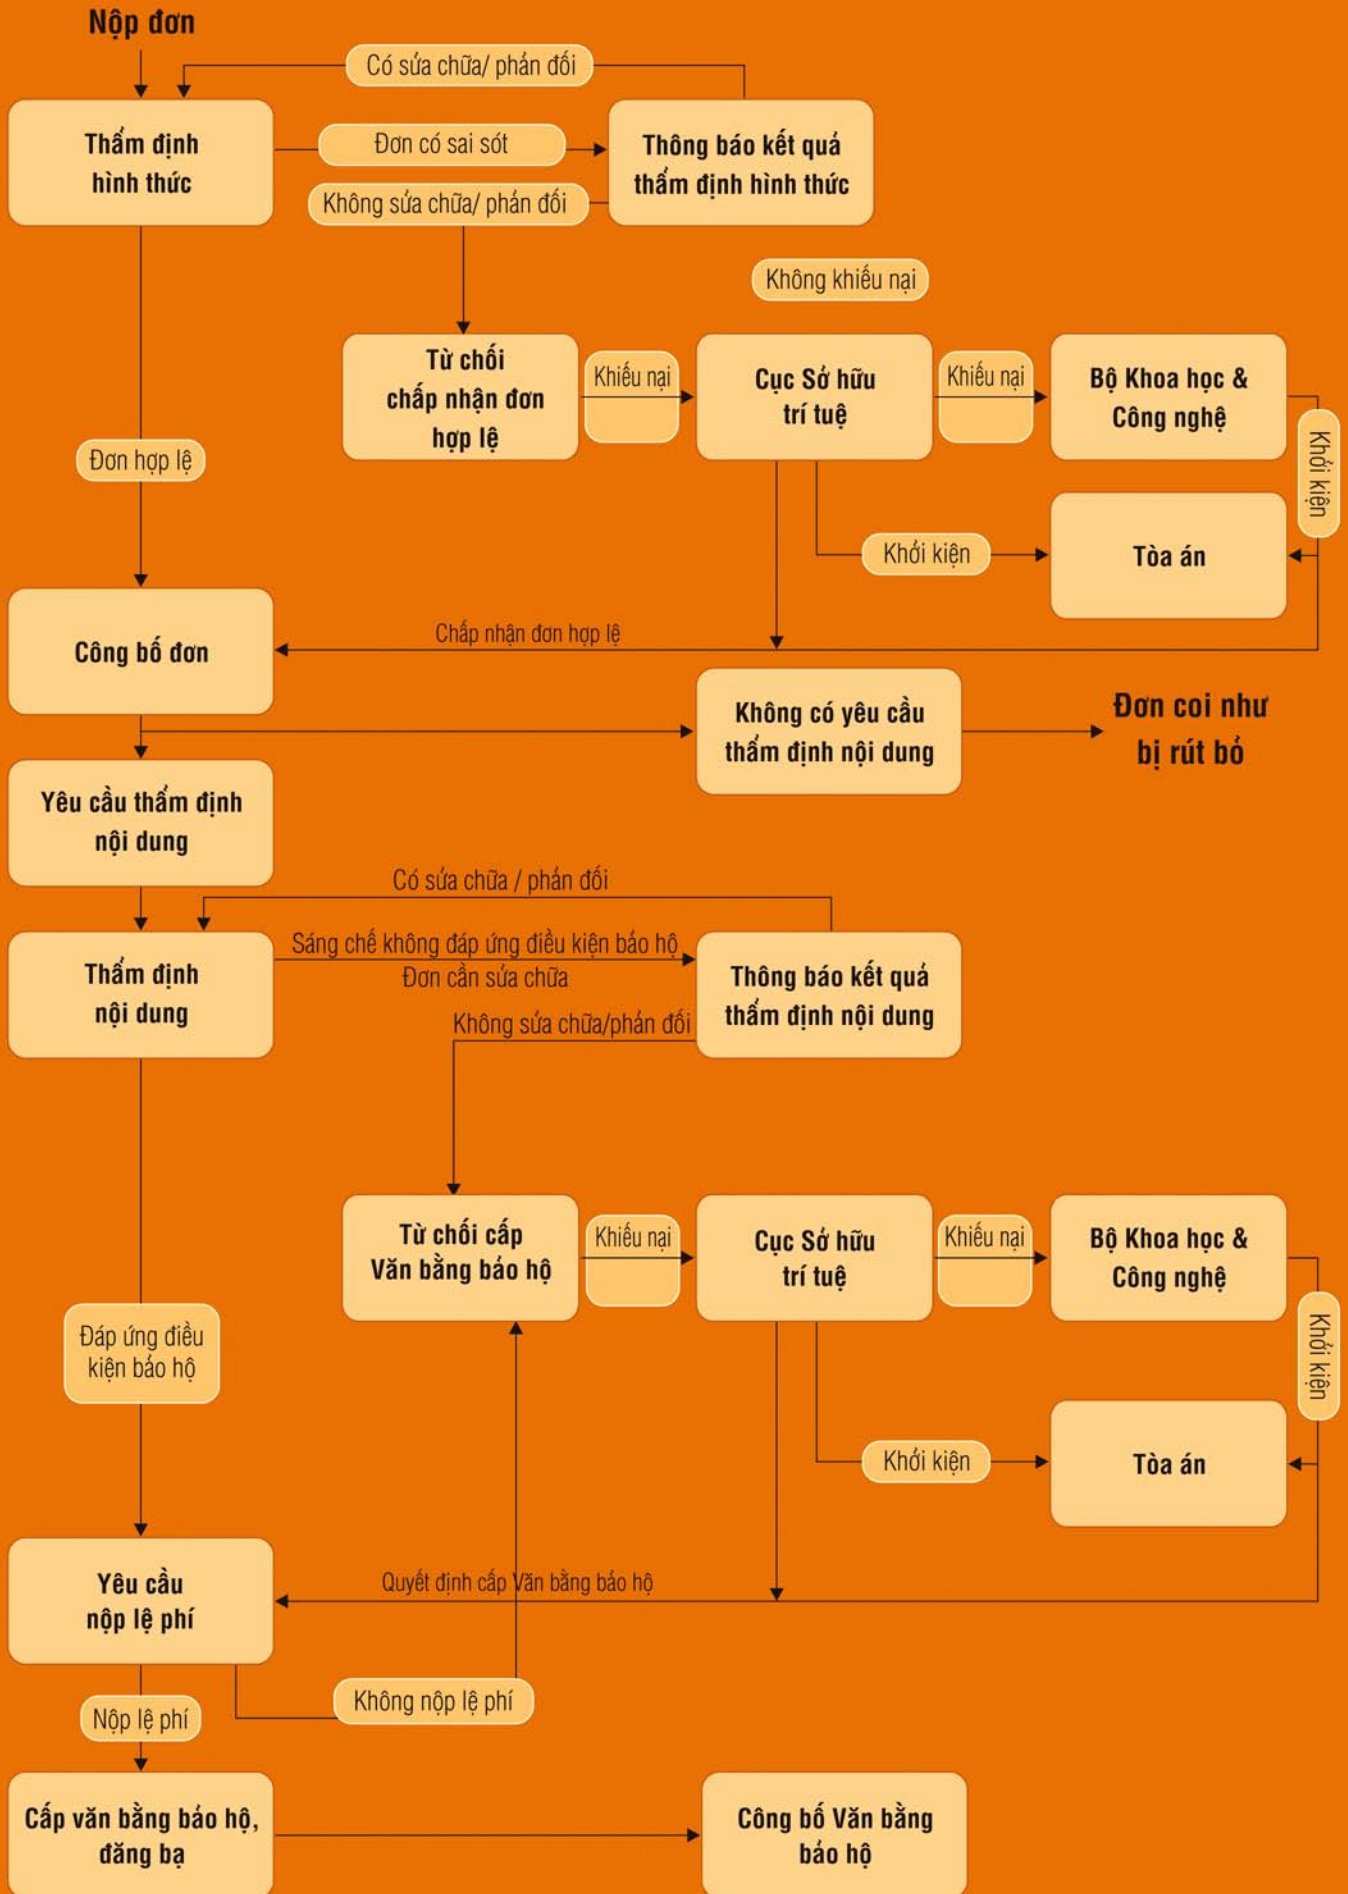 Nộp đơn
Có sửa chữa/ phản đối
Thẩm định
hình thức
Đơn có sai sót
Thông báo kết quả
thẩm định hình thức
Không sửa chữa/ phản đối
Không khiếu nại
Từ chối
chấp nhận đơn
hợp lệ
Khiếu nại
Cục Sở hữu
trí tuệ
Khiếu nại
Bộ Khoa học &
Công nghệ
Khởi kiện
Đơn hợp lệ
Khởi kiện
Tòa án
Công bố đơn
Chấp nhận đơn hợp lệ
Không có yêu cầu
thẩm định nội dung
Đơn coi như
bị rút bỏ
Yêu cầu thẩm định
nội dung
Có sửa chữa / phản đối
Thẩm định
nội dung
Sáng chế không đáp ứng điều kiện bảo hộ
Đơn cần sửa chữa
Thông báo kết quả
thẩm định nội dung
Không sửa chữa/phản đối
Từ chối cấp
Văn bằng bảo hộ
Khiếu nại
Cục Sở hữu
trí tuệ
Khiếu nại
Bộ Khoa học &
Công nghệ
Khởi kiện
Đáp ứng điều
kiện bảo hộ
Khởi kiện
Tòa án
Yêu cầu
nộp lệ phí
Quyết định cấp Văn bằng bảo hộ
Không nộp lệ phí
Nộp lệ phí
Cấp văn bằng bảo hộ,
đăng bạ
Công bố Văn bằng
bảo hộ